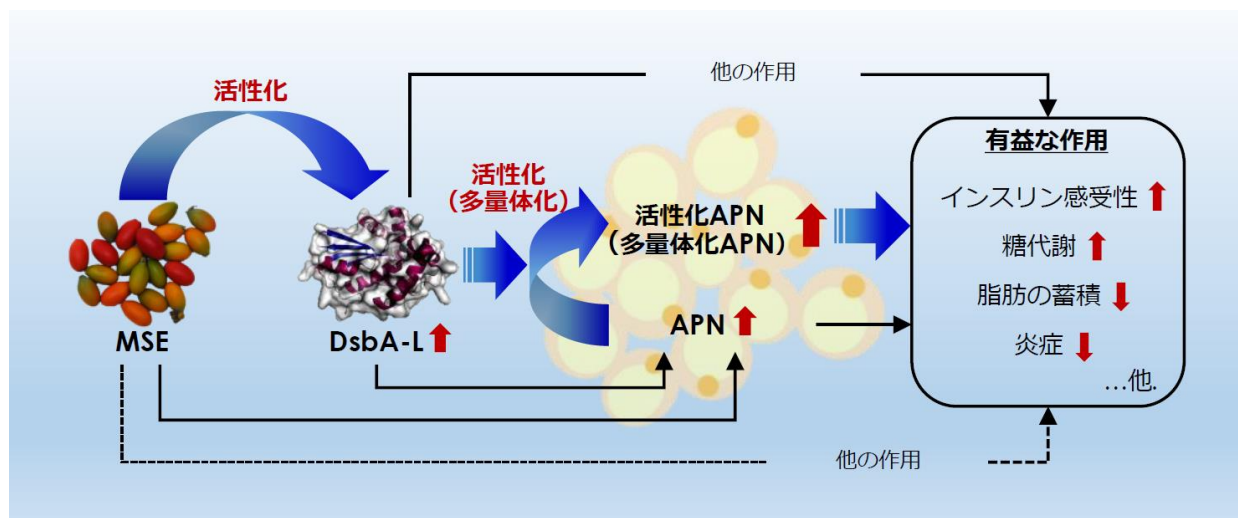 他の作用
活性化
有益な作用
活性化
（多量体化）
インスリン感受性
活性化APN
（多量体化APN）
糖代謝
脂肪の蓄積
MSE
DsbA-L
APN
炎症
…他.
他の作用